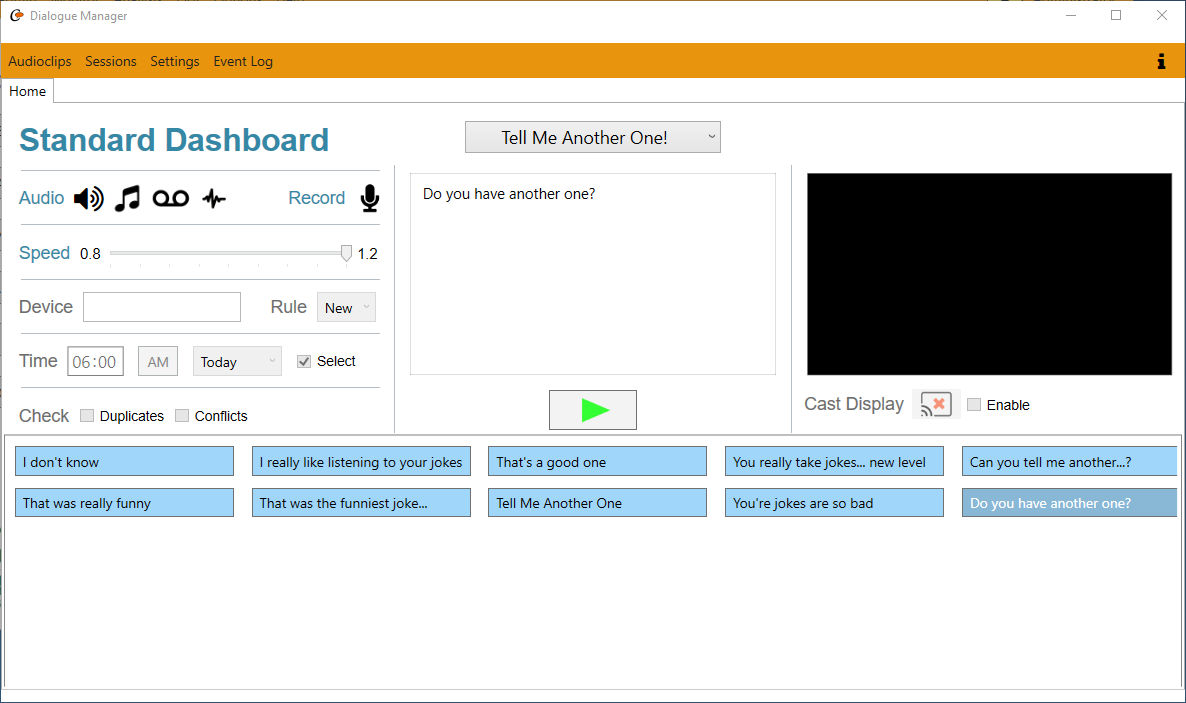 Dialogue Manager
Audioclips Sessions Settings Event Log
Home
Standard Dashboard
Tell Me Another One!
Audio Record
Do you have another one?
Speed 0.8 1.2
Device Rule New
Time 06:00 AM Today Select
Check Duplicates Conflicts
Cast Display Enable
I don't know I really like listening to your jokes That's a good one You really take jokes... new level Can you tell me another...?
That was really funny That was the funniest joke... Tell Me Another One You're jokes are so bad Do you have another one?